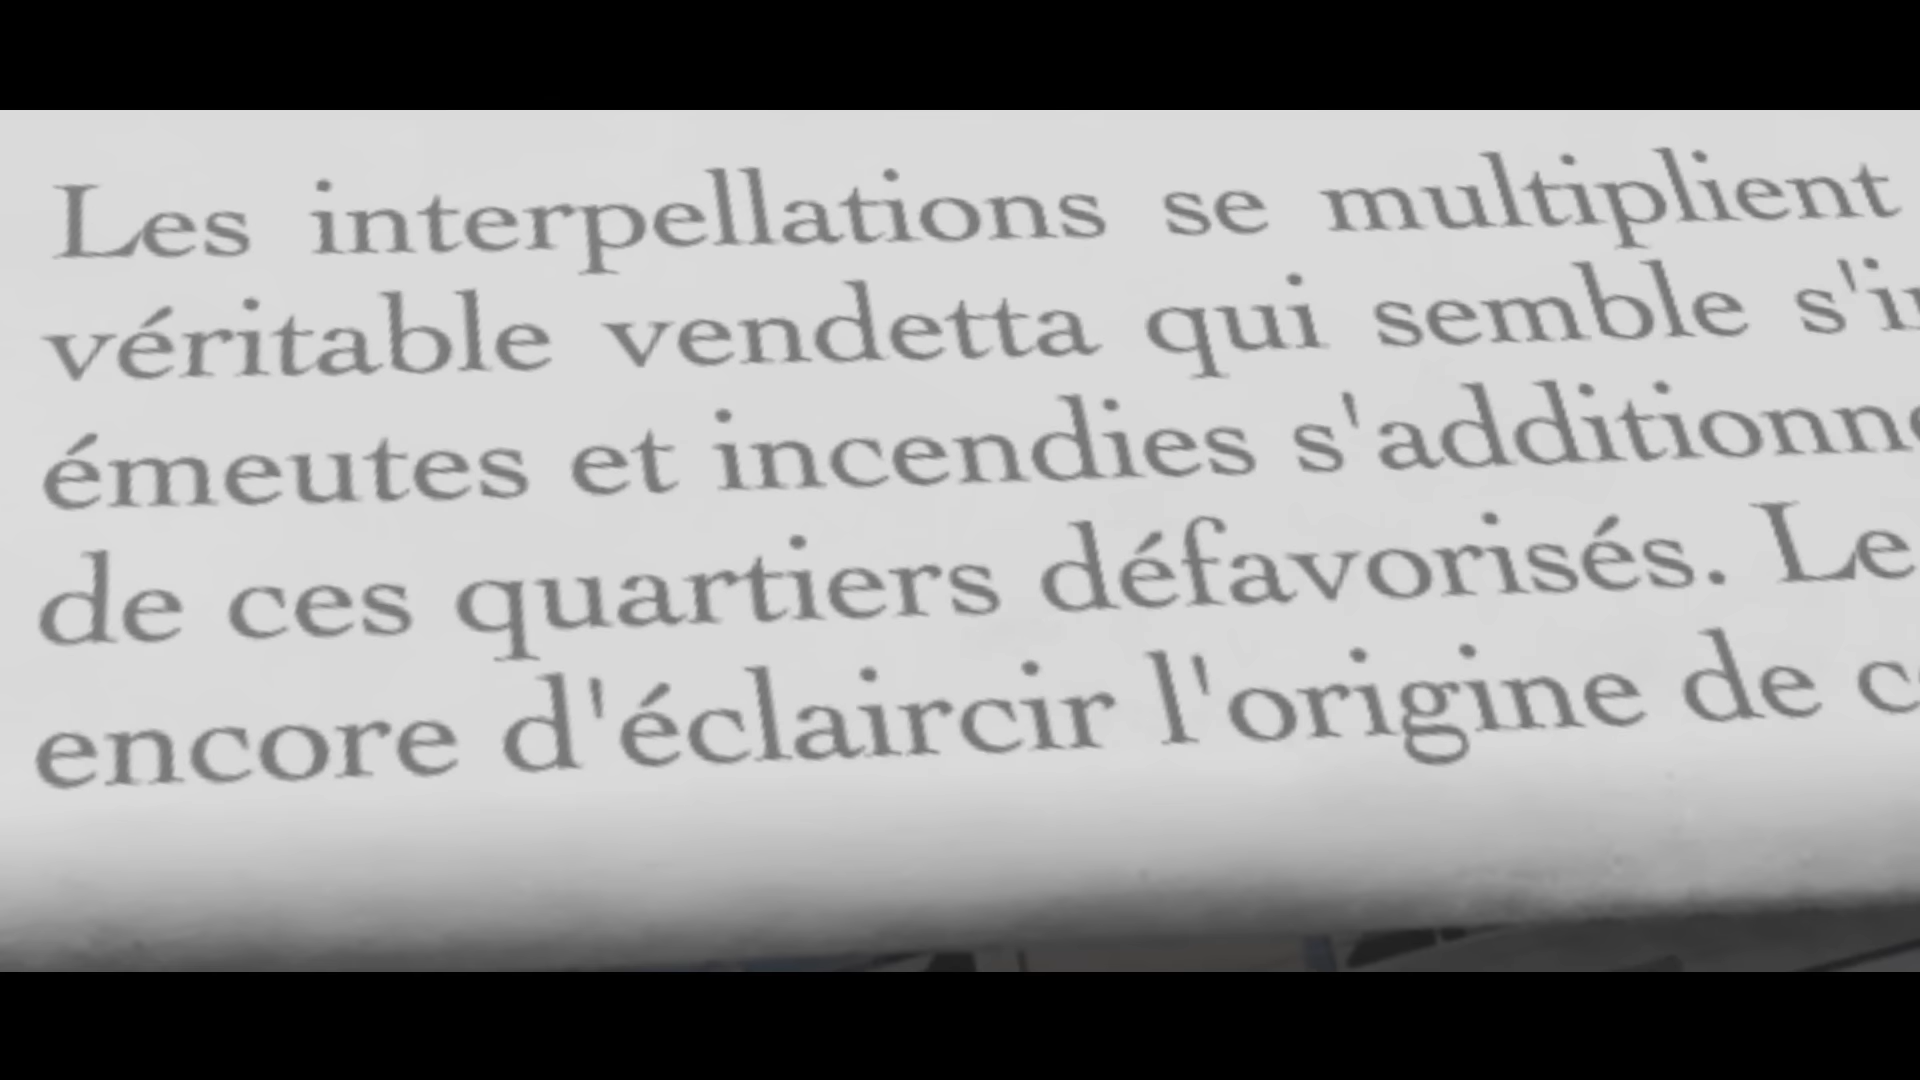 Les interpellations se multiplient
véritable vendetta qui semble
émeutes et incendies
de ces quartiers défavorisés. Le
encore d'éclaircir l'origine de